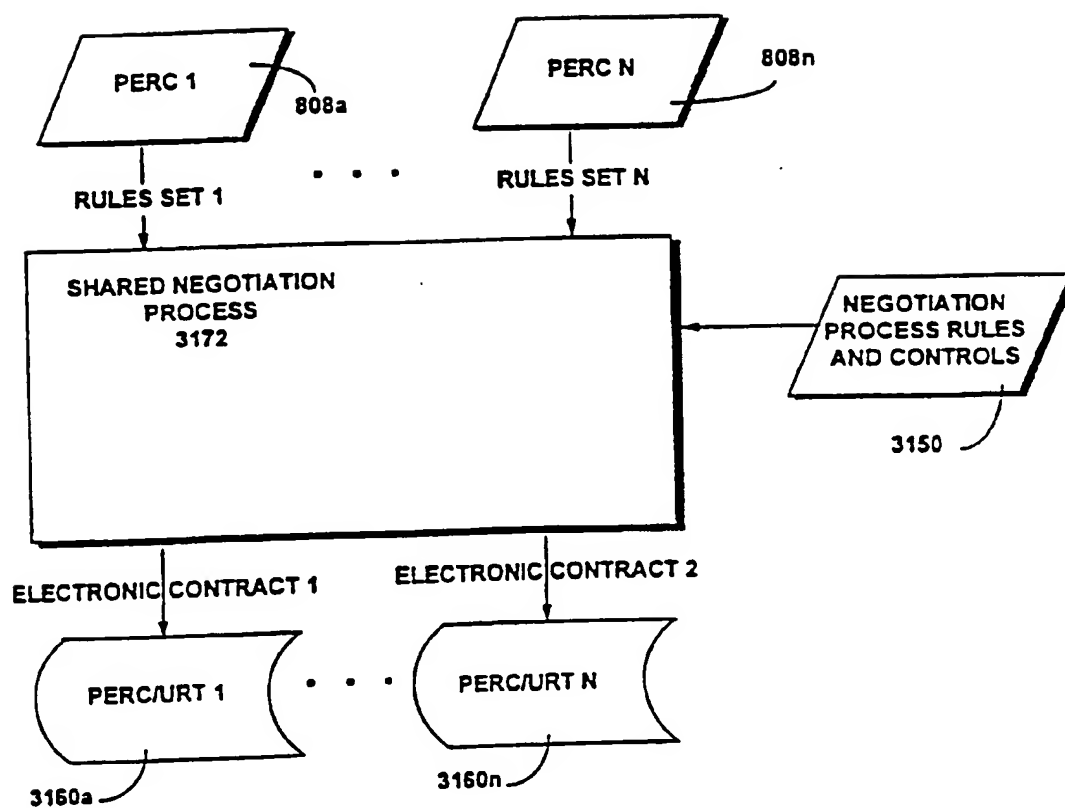 PERC 1
808a
PERC N
808n
RULES SET 1
RULES SET N
SHARED NEGOTIATION
PROCESS
3172
NEGOTIATION
PROCESS RULES
AND CONTROLS
3150
ELECTRONIC CONTRACT 1
ELECTRONIC CONTRACT 2
PERC/URT 1
PERC/URT N
3160a
3160n